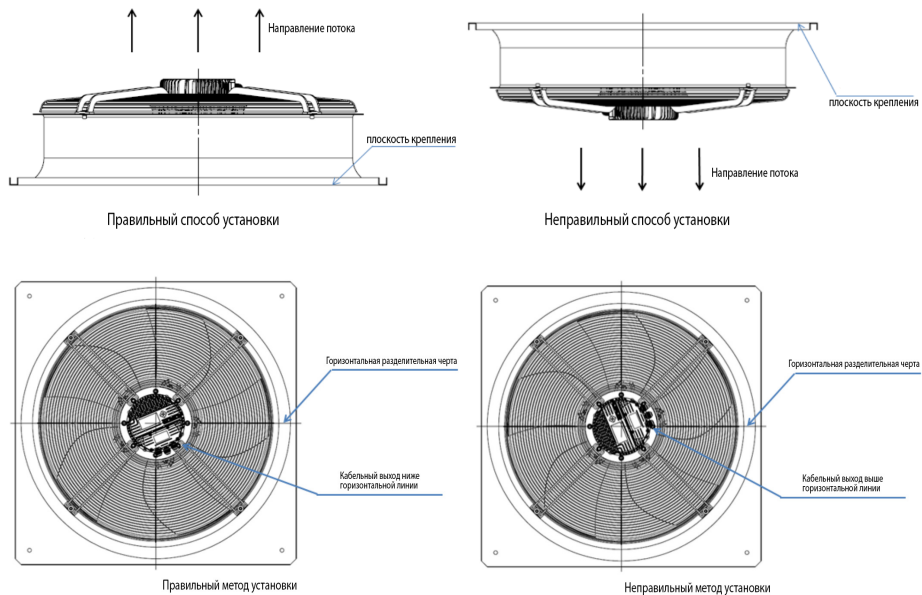 Направление потока
плоскость крепления
Правильный способ установки
плоскость крепления
Направление потока
Неправильный способ установки
Горизонтальная разделительная черта
Кабельный выход ниже
горизонтальной линии
Правильный метод установки
Горизонтальная разделительная черта
Кабельный выход выше
горизонтальной линии
Неправильный метод установки